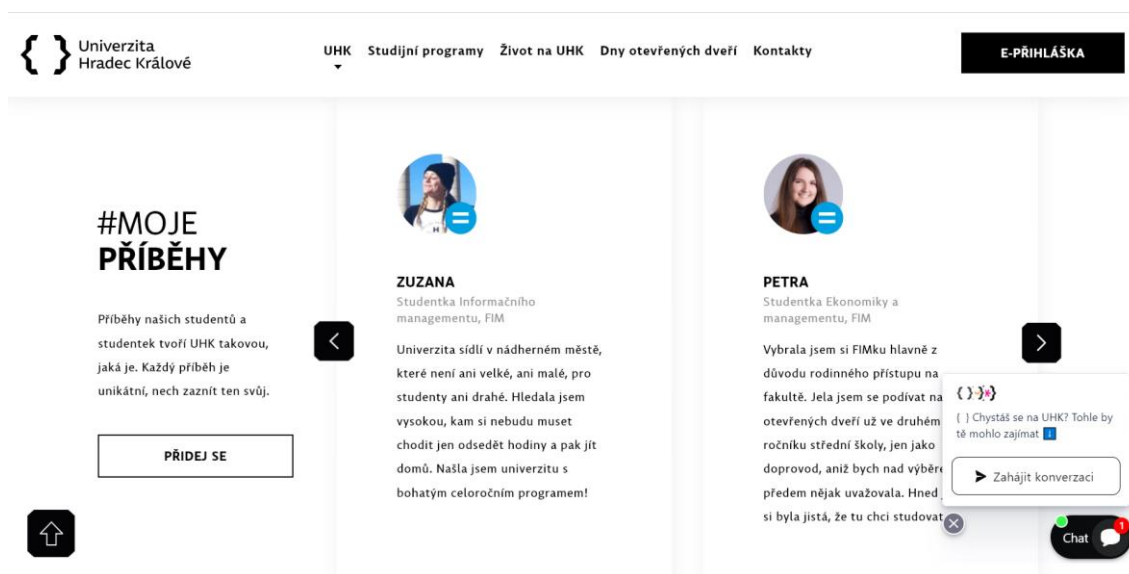 Univerzita
Hradec Králové
UHK Studijní programy Život na UHK Dny otevřených dveří Kontakty
E-PŘIHLÁŠKA
#MOJE
PŘÍBĚHY
Příběhy našich studentů a
studentek tvoří UHK takovou,
jaká je. Každý příběh je
unikátní, nech zaznít ten svůj.
PŘIDEJ SE
ZUZANA
Studentka Informačního
managementu, FIM
Univerzita sídlí v nádherném městě,
které není ani velké, ani malé, pro
studenty ani drahé. Hledala jsem
vysokou, kam si nebudu muset
chodit jen odsedět hodiny a pak jít
domů. Našla jsem univerzitu s
bohatým celoročním programem!
PETRA
Studentka Ekonomiky a
managementu, FIM
Vybrala jsem si FIMku hlavně z
důvodu rodinného přístupu na
fakultě. Jela jsem se podívat na
otevřených dveří už ve druhém
ročníku střední školy, jen jako
doprovod, aniž bych nad
předem nějak uvažovala. Hned
si byla jistá, že tu chci studovat
{ } Chystáš se na UHK? Tohle by
tě mohlo zajímat
Zahájit konverzaci
Chat
1